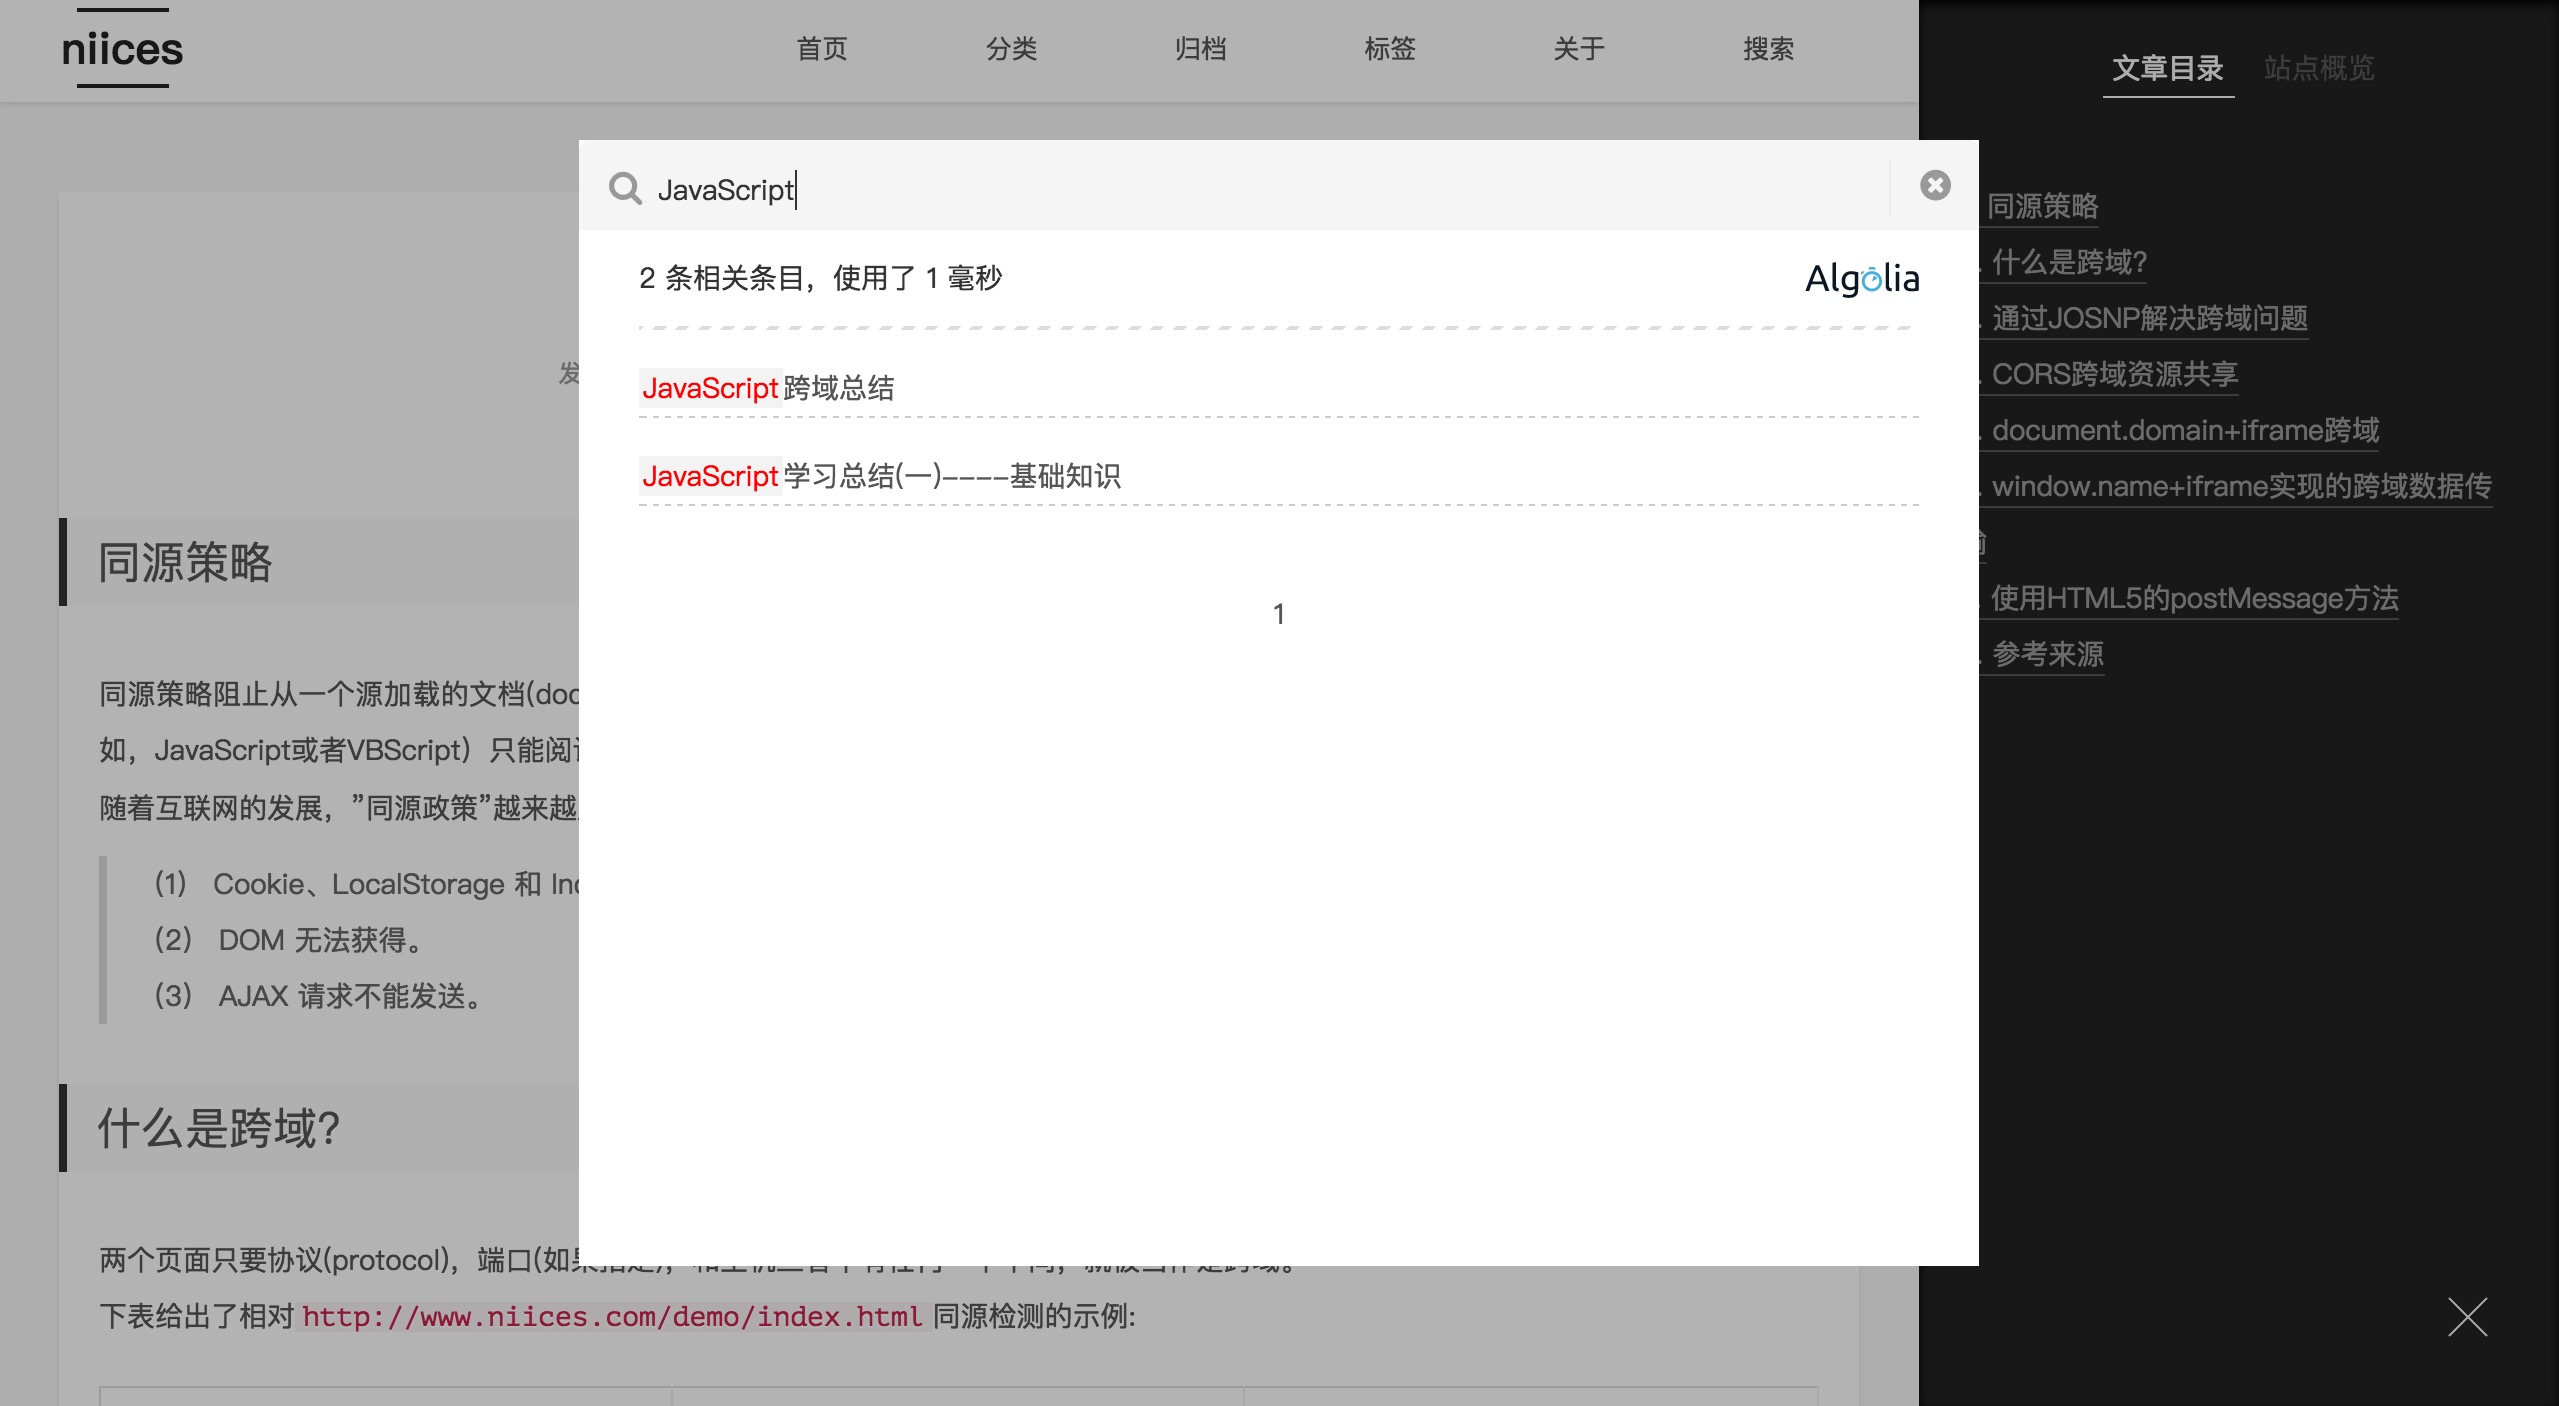 niices
首页
分类
归档
标签
关于
搜索
文章目录
站点概览
JavaScript
2 条相关条目，使用了 1 毫秒
Algolia
JavaScript跨域总结
JavaScript学习总结(一)----基础知识
1
同源策略
什么是跨域?
通过JOSNP解决跨域问题
CORS跨域资源共享
document.domain+iframe跨域
window.name+iframe实现的跨域数据传
使用HTML5的postMessage方法
参考来源
发
同源策略
同源策略阻止从一个源加载的文档(doc
如，JavaScript或者VBScript）只能阅
随着互联网的发展，”同源政策”越来越
(1) Cookie、LocalStorage 和 Ind
(2) DOM 无法获得。
(3) AJAX 请求不能发送。
什么是跨域?
两个页面只要协议(protocol)，端口(如果
下表给出了相对 http://www.niices.com/demo/index.html 同源检测的示例: